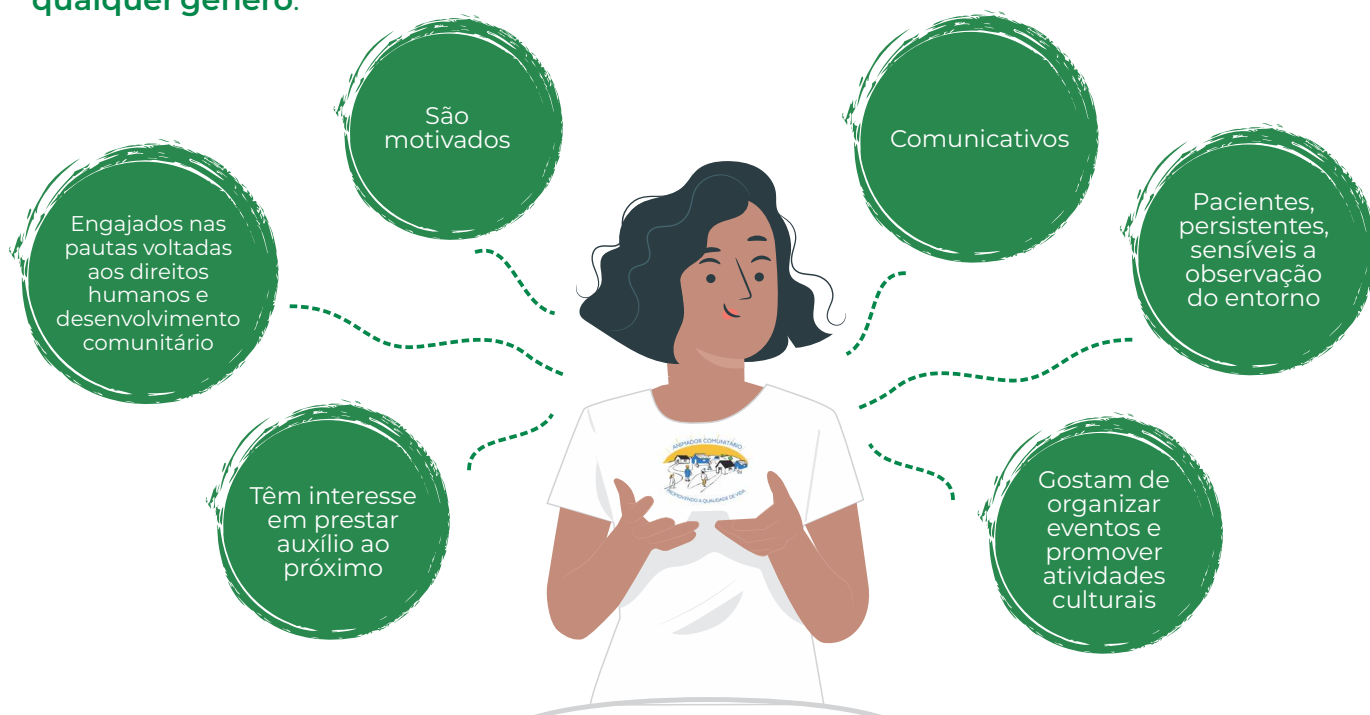 qualquer gênero.
São
motivados
Comunicativos
Engajados nas
pautas voltadas
aos direitos
humanos e
desenvolvimento
comunitário
Pacientes,
persistentes,
sensíveis a
observação
do entorno
Têm interesse
em prestar
auxílio ao
próximo
Gostam de
organizar
eventos e
promover
atividades
culturais
ANIMADOR COMUNITÁRIO
PROMOVENDO A QUALIDADE DE VIDA